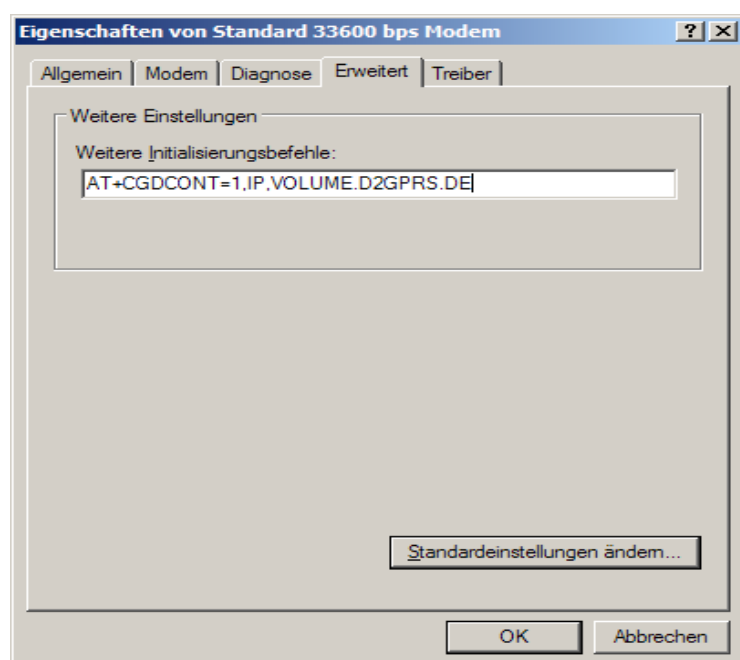 Eigenschaften von Standard 33600 bps Modem
Allgemein Modem Diagnose Erweitert Treiber
Weitere Einstellungen
Weitere Initialisierungsbefehle:
AT+CGDCONT=1,IP,VOLUME.D2GPRS.DE
Standardeinstellungen ändern...
OK Abbrechen